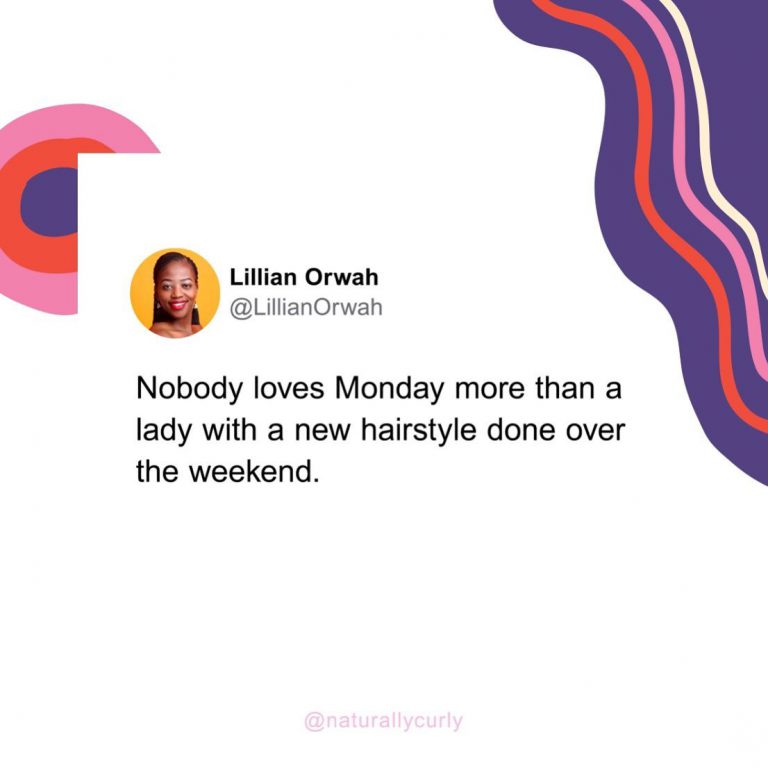 Lillian Orwah
@LillianOrwah
Nobody loves Monday more than a
lady with a new hairstyle done over
the weekend.
@naturallycurly